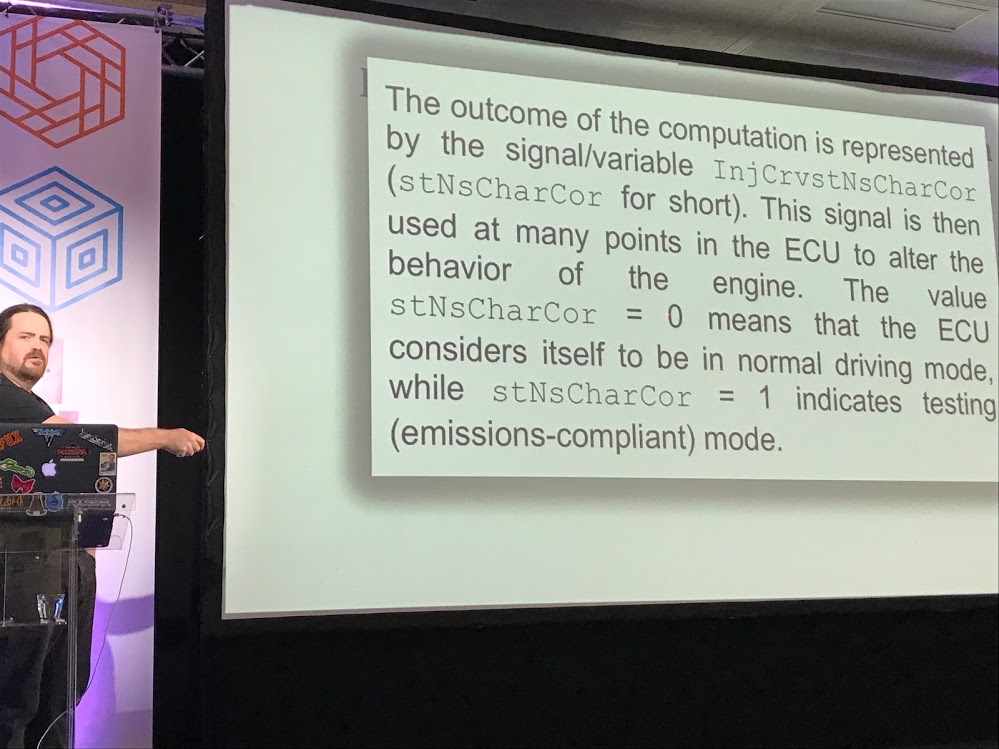 The outcome of the computation is represented
by the signal/variable InjCrvstNsCharCor
(stNsCharCor for short). This signal is then
used at many points in the ECU to alter the
behavior of the engine. The value
stNsCharCor = 0 means that the ECU
considers itself to be in normal driving mode,
while stNsCharCor = 1 indicates testing
(emissions-compliant) mode.